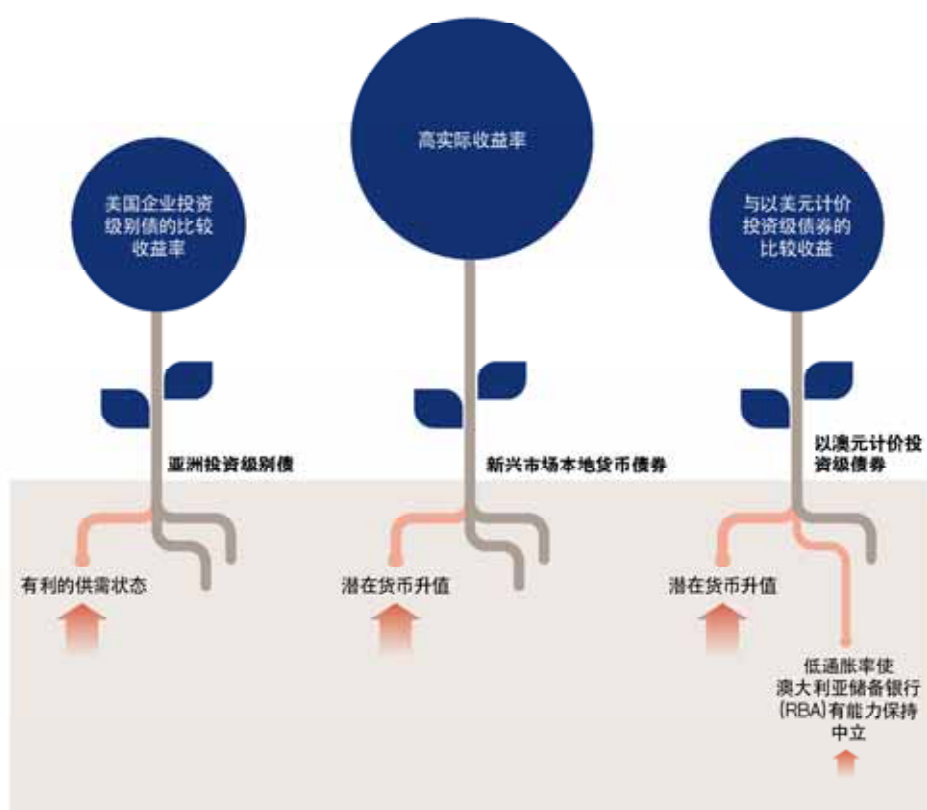 高实际收益率
美国企业投资
级别债的比较
收益率
与以美元计价
投资级债券的
比较收益
亚洲投资级别债
新兴市场本地货币债券
以澳元计价投
资级债券
有利的供需状态
潜在货币升值
潜在货币升值
低通胀率使
澳大利亚储备银行
(RBA)有能力保持
中立